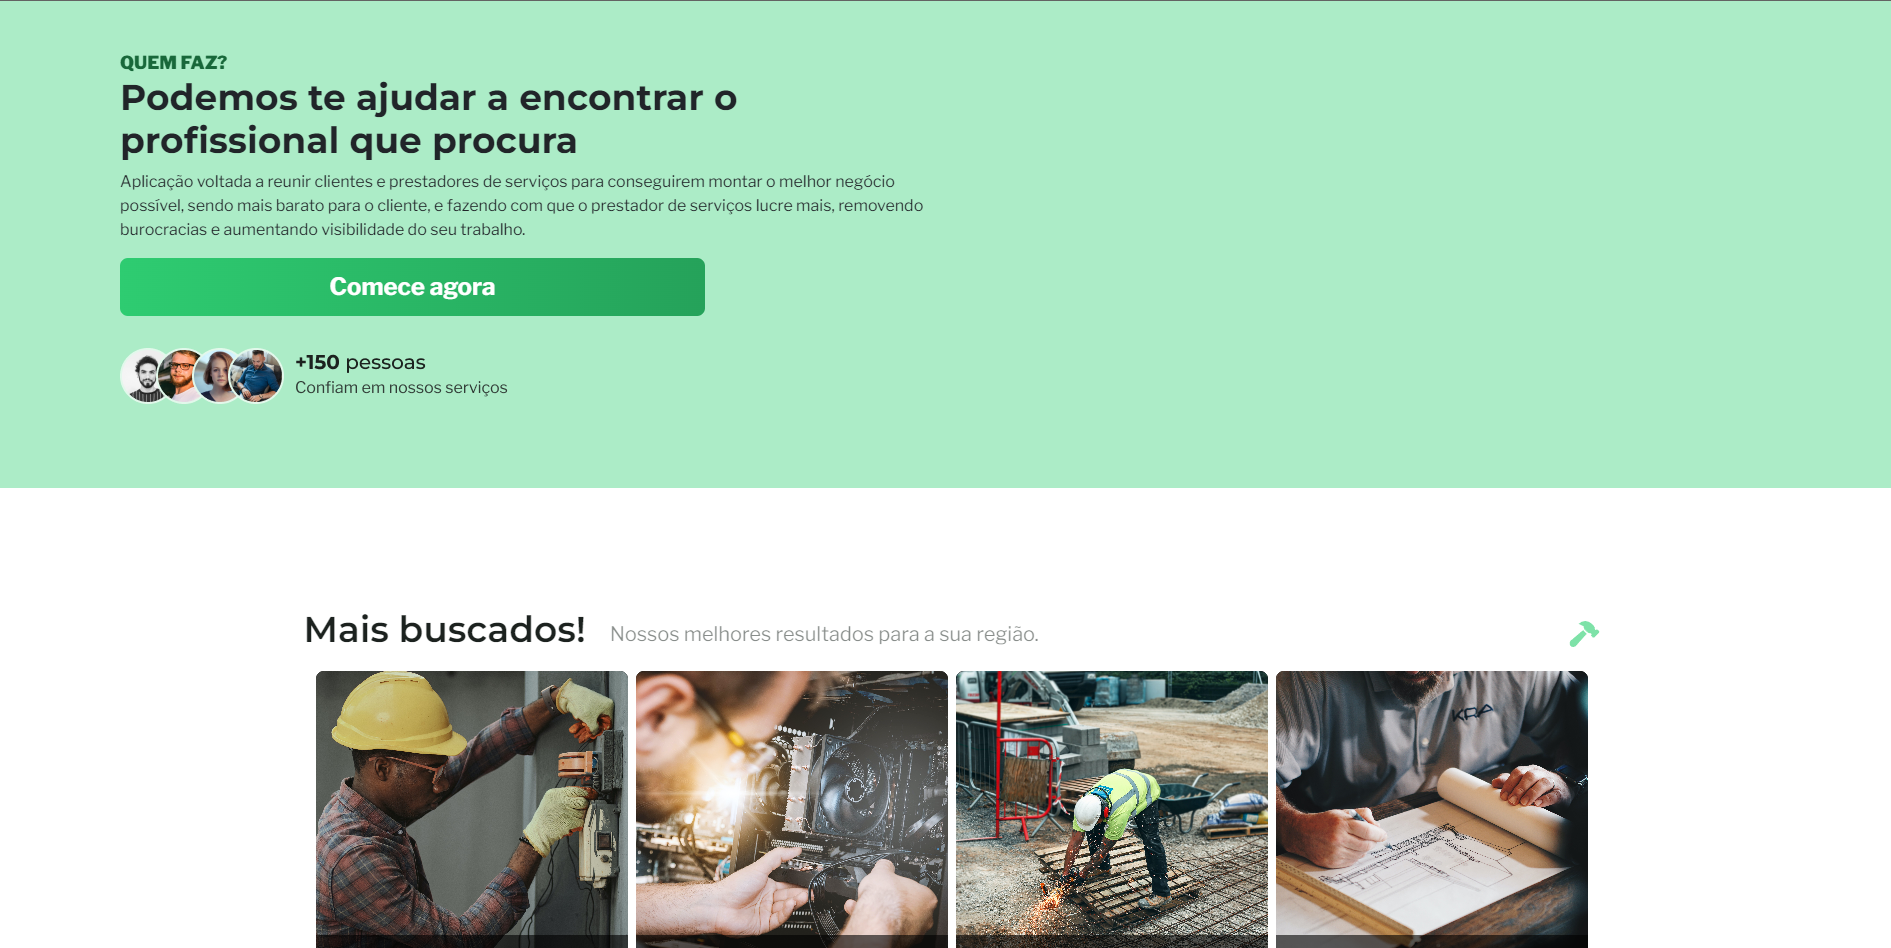 QUEM FAZ?
Podemos te ajudar a encontrar o
profissional que procura
Aplicação voltada a reunir clientes e prestadores de serviços para conseguirem montar o melhor negócio
possível, sendo mais barato para o cliente, e fazendo com que o prestador de serviços lucre mais, removendo
burocracias e aumentando visibilidade do seu trabalho.
Comece agora
+150 pessoas
Confiam em nossos serviços
Mais buscados! Nossos melhores resultados para a sua região.
KRA